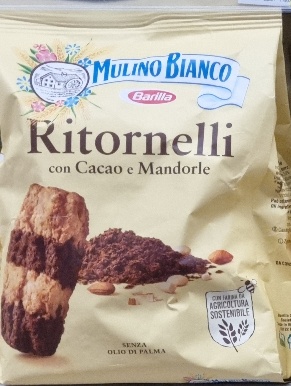 MULINO BIANCO
Barilla
Ritornelli
con Cacao e Mandorle
SENZA
OLIO DI PALMA
CON FARINA DA
AGRICOLTURA
SOSTENIBILE